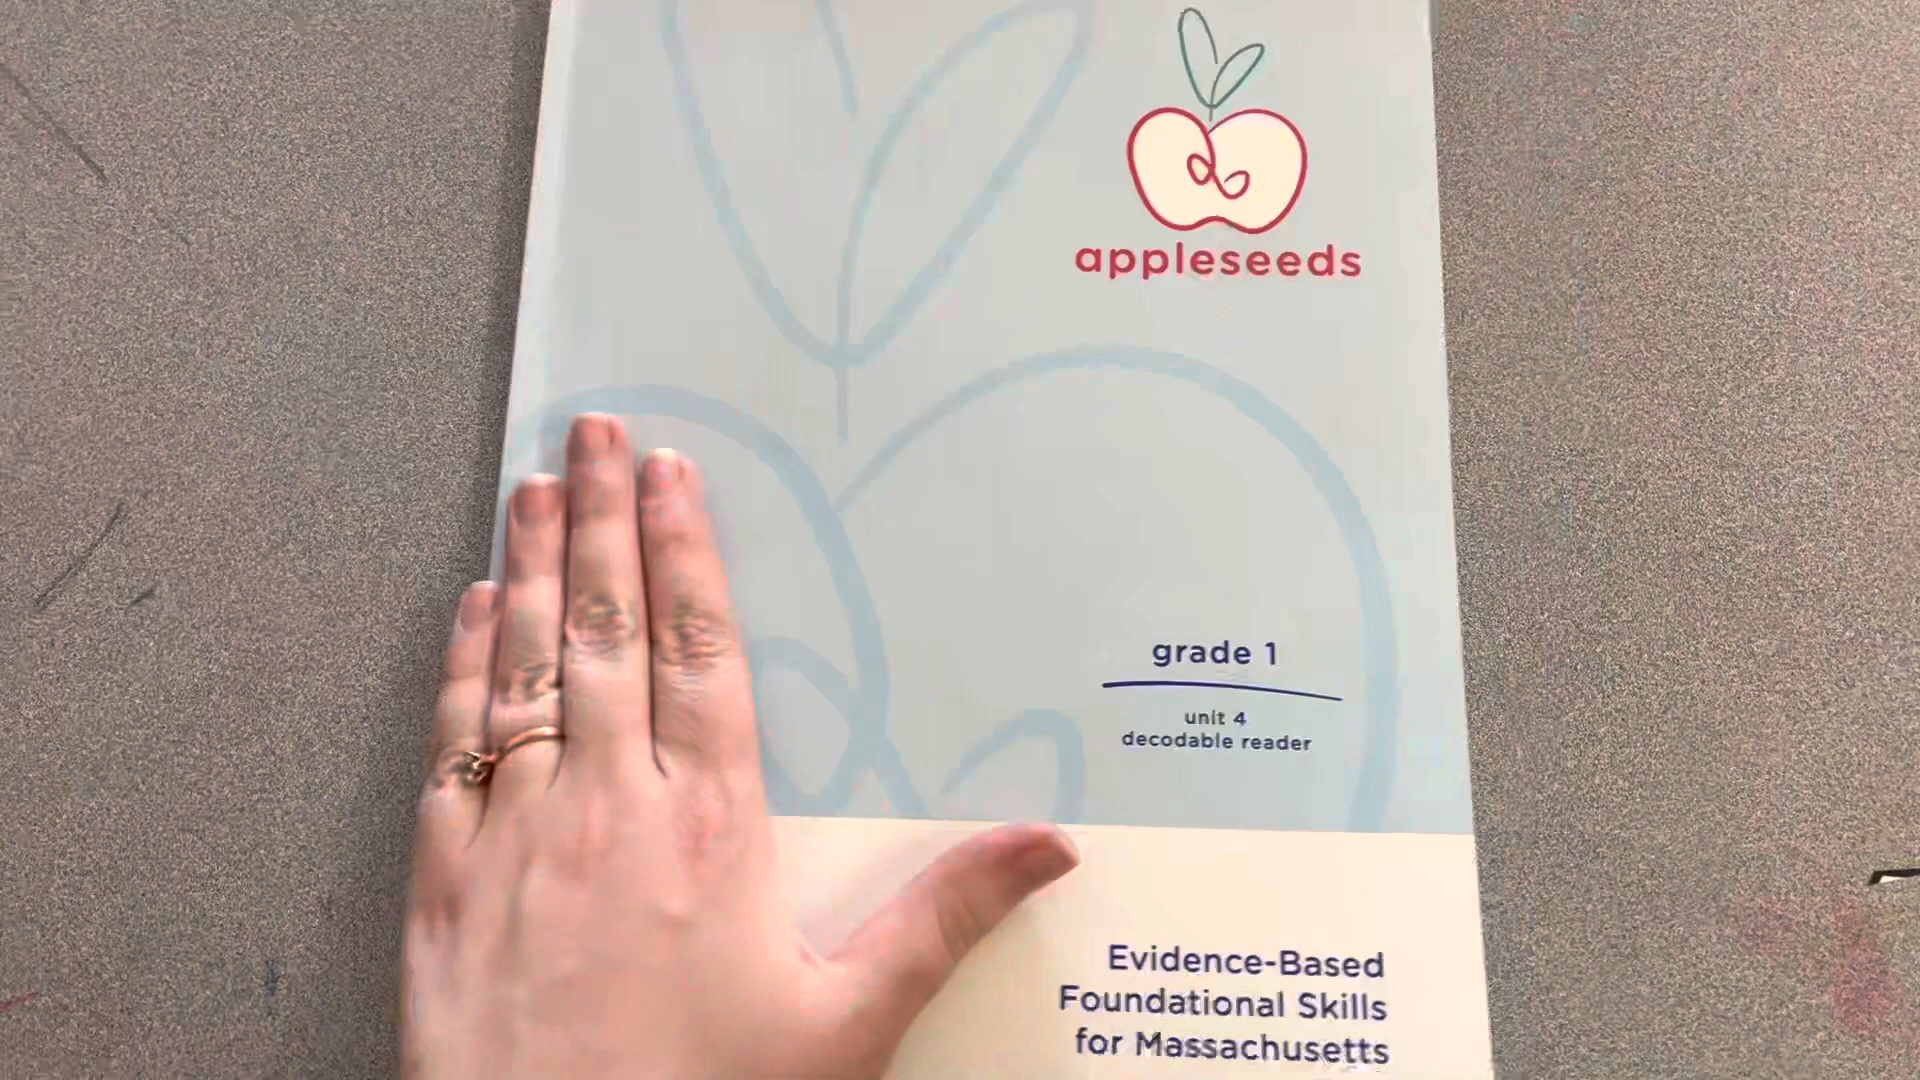 appleseeds
grade 1
unit 4
decodable reader
Evidence-Based
Foundational Skills
for Massachusetts